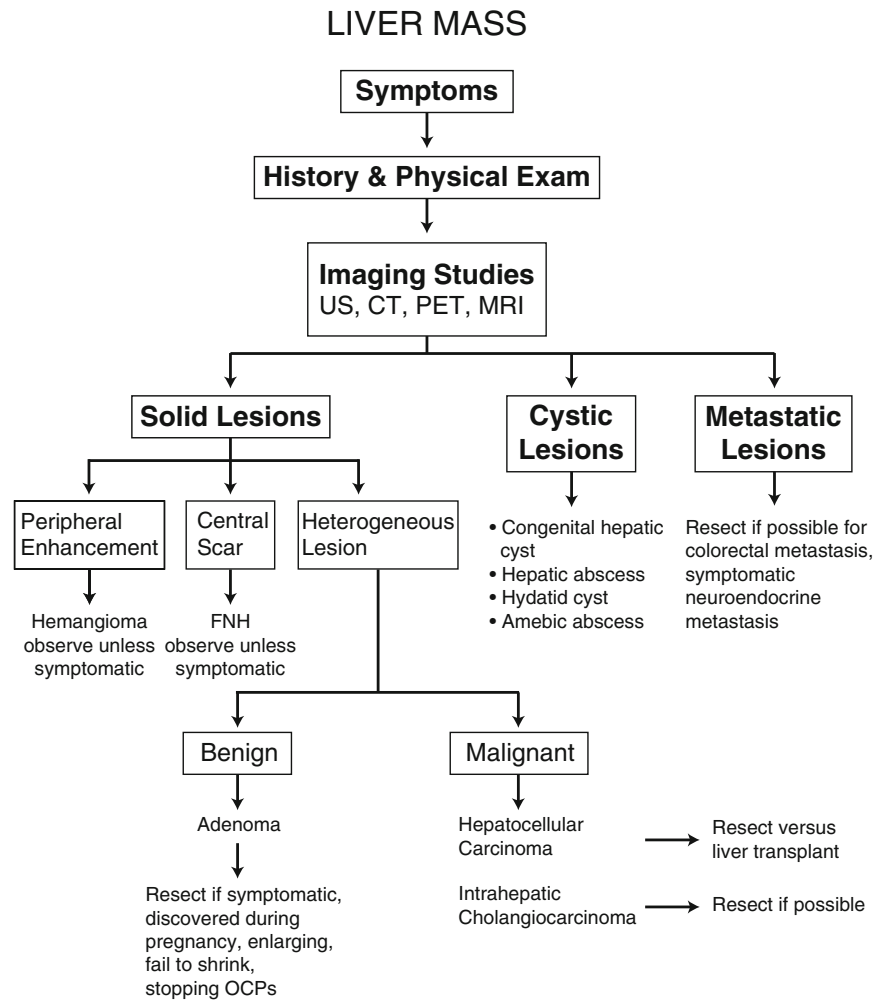 LIVER MASS
Symptoms
History & Physical Exam
Imaging Studies
US, CT, PET, MRI
Solid Lesions
Cystic
Lesions
Metastatic
Lesions
Peripheral
Enhancement
Central
Scar
Heterogeneous
Lesion
• Congenital hepatic
cyst
• Hepatic abscess
• Hydatid cyst
• Amebic abscess
Resect if possible for
colorectal metastasis,
symptomatic
neuroendocrine
metastasis
Hemangioma
observe unless
symptomatic
FNH
observe unless
symptomatic
Benign
Malignant
Adenoma
Hepatocellular
Carcinoma
Resect versus
liver transplant
Intrahepatic
Cholangiocarcinoma
Resect if possible
Resect if symptomatic,
discovered during
pregnancy, enlarging,
fail to shrink,
stopping OCPs